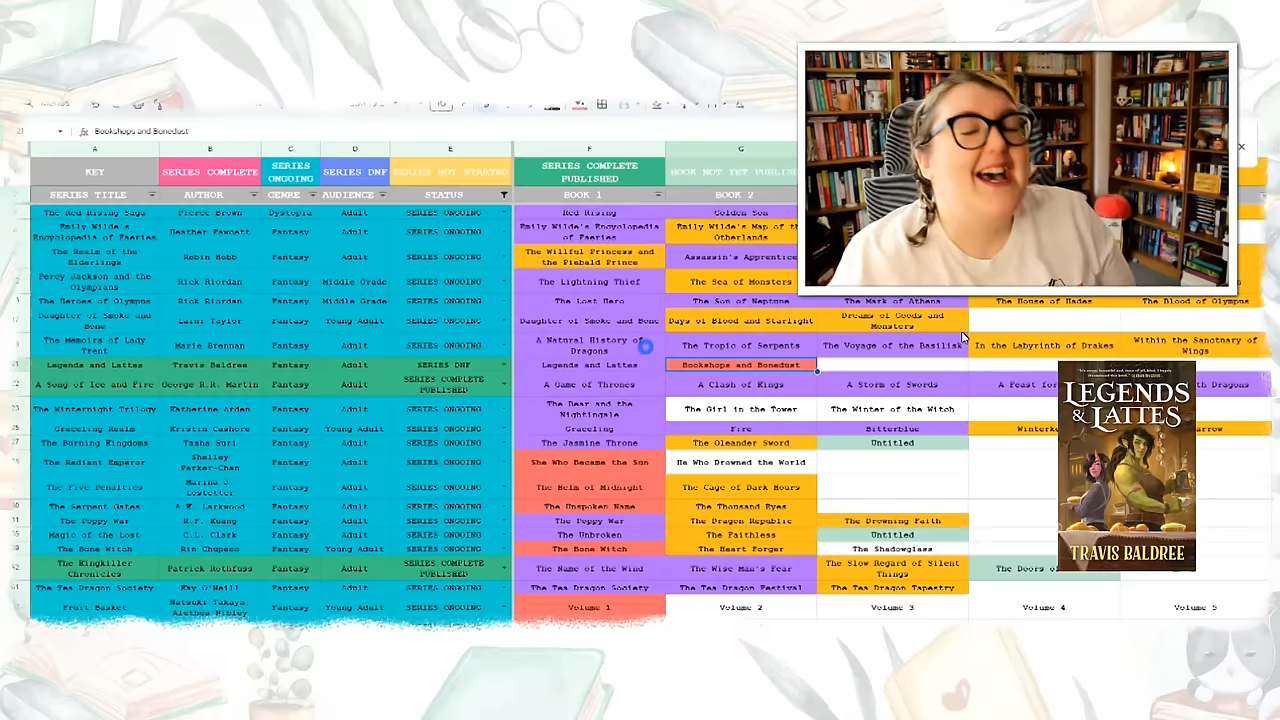 Bookshops and Bonedust
A B C D E F G
KEY SERIES COMPLETE SERIES ONGOING SERIES DNF SERIES NOT STARTED SERIES COMPLETE PUBLISHED BOOK NOT YET PUBLISH
SERIES TITLE AUTHOR GENRE AUDIENCE STATUS BOOK 1 BOOK 2
The Red Rising Saga Pierce Brown Dystopia Adult SERIES ONGOING Red Rising Golden Son
Emily Wilde's Encyclopedia of Faeries Heather Fawcett Fantasy Adult SERIES ONGOING Emily Wilde's Encyclopedia of Faeries Emily Wilde's Map of the Otherlands
The Realm of the Elderlings Robin Hobb Fantasy Adult SERIES ONGOING The Willful Princess and the Piebald Prince Assassin's Apprentice
Percy Jackson and the Olympians Rick Riordan Fantasy Middle Grade SERIES ONGOING The Lightning Thief The Sea of Monsters
The Heroes of Olympus Rick Riordan Fantasy Middle Grade SERIES ONGOING The Lost Hero The Son of Neptune The Mark of Athena The House of Hades The Blood of Olympus
Daughter of Smoke and Bone Laini Taylor Fantasy Young Adult SERIES ONGOING Daughter of Smoke and Bone Days of Blood and Starlight Dreams of Gods and Monsters
The Memoirs of Lady Trent Marie Brennan Fantasy Adult SERIES ONGOING A Natural History of Dragons The Tropic of Serpents The Voyage of the Basilisk In the Labyrinth of Drakes Within the Sanctuary of Wings
Legends and Lattes Travis Baldree Fantasy Adult SERIES DNF Legends and Lattes Bookshops and Bonedust
A Song of Ice and Fire George R.R. Martin Fantasy Adult SERIES COMPLETE PUBLISHED A Game of Thrones A Clash of Kings A Storm of Swords A Feast for th Dragons
The Winternight Trilogy Katherine Arden Fantasy Adult SERIES ONGOING The Bear and the Nightingale The Girl in the Tower The Winter of the Witch
Graceling Realm Kristin Cashore Fantasy Young Adult SERIES ONGOING Graceling Fire Bitterblue Winterke arrow
The Burning Kingdoms Tasha Suri Fantasy Adult SERIES ONGOING The Jasmine Throne The Oleander Sword Untitled
The Radiant Emperor Shelley Parker-Chan Fantasy Adult SERIES ONGOING She Who Became the Sun He Who Drowned the World
The Five Penalties Marina J. Lostetter Fantasy Adult SERIES ONGOING The Helm of Midnight The Cage of Dark Hours
The Serpent Gates A.K. Larkwood Fantasy Adult SERIES ONGOING The Unspoken Name The Thousand Eyes
The Poppy War R.F. Kuang Fantasy Adult SERIES ONGOING The Poppy War The Dragon Republic The Drowning Faith
Magic of the Lost C.L. Clark Fantasy Adult SERIES ONGOING The Unbroken The Faithless Untitled
The Bone Witch Rin Chupeco Fantasy Young Adult SERIES ONGOING The Bone Witch The Heart Forger The Shadowglass
The Kingkiller Chronicles Patrick Rothfuss Fantasy Adult SERIES COMPLETE PUBLISHED The Name of the Wind The Wise Man's Fear The Slow Regard of Silent Things The Doors of
The Tea Dragon Society Kay O'Neill Fantasy Adult SERIES ONGOING The Tea Dragon Society The Tea Dragon Festival The Tea Dragon Tapestry
Fruit Basket Natsuki Takaya, Alethea Nibley Fantasy Young Adult SERIES ONGOING Volume 1 Volume 2 Volume 3 Volume 4 Volume 5
LEGENDS
& LATTES
TRAVIS BALDREE